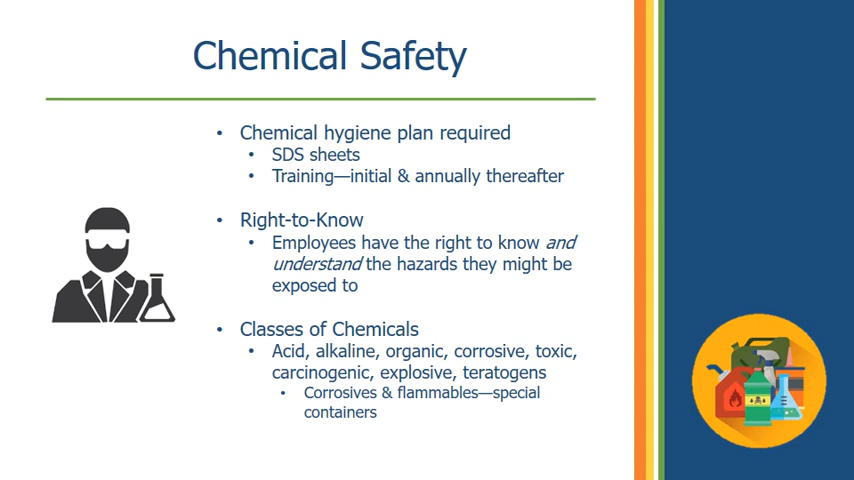 Chemical Safety
• Chemical hygiene plan required
• SDS sheets
• Training—initial & annually thereafter
• Right-to-Know
• Employees have the right to know and
understand the hazards they might be
exposed to
• Classes of Chemicals
• Acid, alkaline, organic, corrosive, toxic,
carcinogenic, explosive, teratogens
• Corrosives & flammables—special
containers